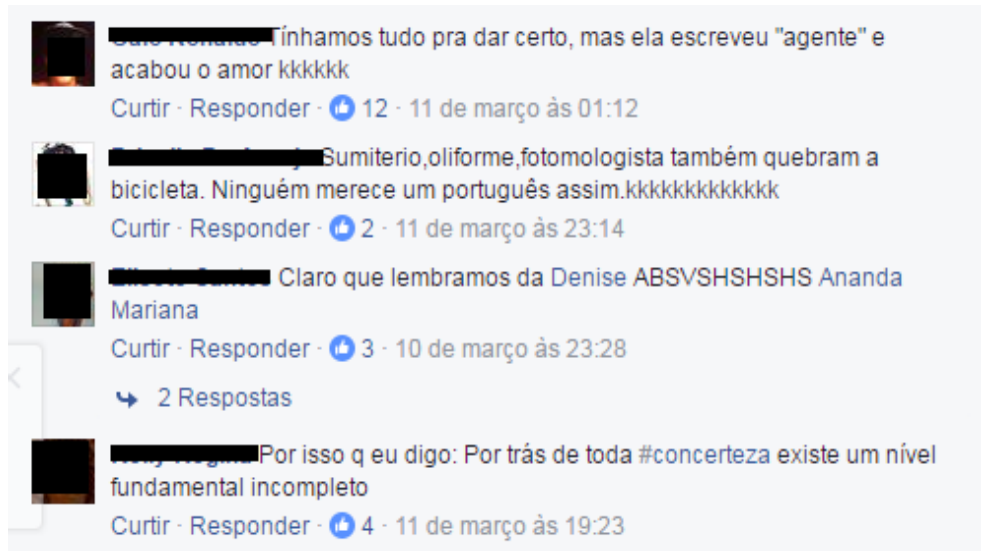 Tínhamos tudo pra dar certo, mas ela escreveu "agente" e
acabou o amor kkkkkk
Curtir · Responder · 12 · 11 de março às 01:12
Sumiterio,oliforme,fotomologista também quebram a
bicicleta. Ninguém merece um português assim.kkkkkkkkkkkkk
Curtir · Responder · 2 · 11 de março às 23:14
Claro que lembramos da Denise ABSVSHSHSHS Ananda
Mariana
Curtir · Responder · 3 · 10 de março às 23:28
2 Respostas
Por isso q eu digo: Por trás de toda #concerteza existe um nível
fundamental incompleto
Curtir · Responder · 4 · 11 de março às 19:23